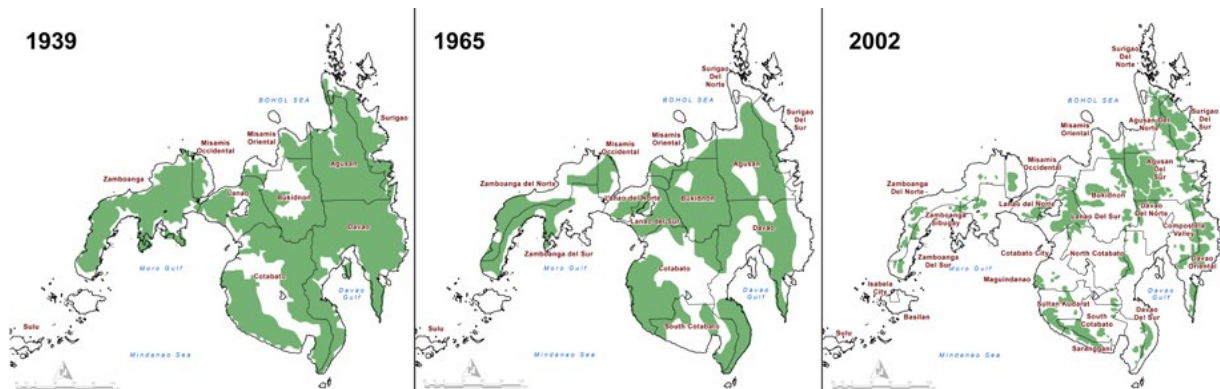 1939
BOHOL SEA
Surigao
Misamis
Oriental
Misamis
Occidental
Agusan
Zamboanga
Lanao
Bukidnon
Davao
Cotabato
Moro Gulf
Davao
Gulf
Sulu
Mindanao Sea
1965
Surigao
Del
Norte
BOHOL SEA
Surigao
Del
Sur
Misamis
Oriental
Misamis
Occidental
Agusan
Zamboanga del Norte
Lanao del Norte
Bukidnon
Lanao del Sur
Davao
Zamboanga del Sur
Moro Gulf
Cotabato
Davao
Gulf
South Cotabato
Sulu
Mindanao Sea
2002
Surigao
Del
Norte
BOHOL SEA
Surigao Del
Sur
Agusan Del
Norte
Misamis
Oriental
Misamis
Occidental
Agusan
Del
Sur
Zamboanga
Del Norte
Bukidnon
Lanao del Norte
Lanao Del Sur
Davao
Del Norte
Zamboanga
Sibugay
Compostela
Valley
Zamboanga
Del Sur
Cotabato City
North Cotabato
Davao
Oriental
Moro Gulf
Maguindanao
Isabela
City
Basilan
Sultan Kudarat
South
Cotabato
Davao
Del Sur
Davao
Gulf
Sarangani
Sulu
Mindanao Sea